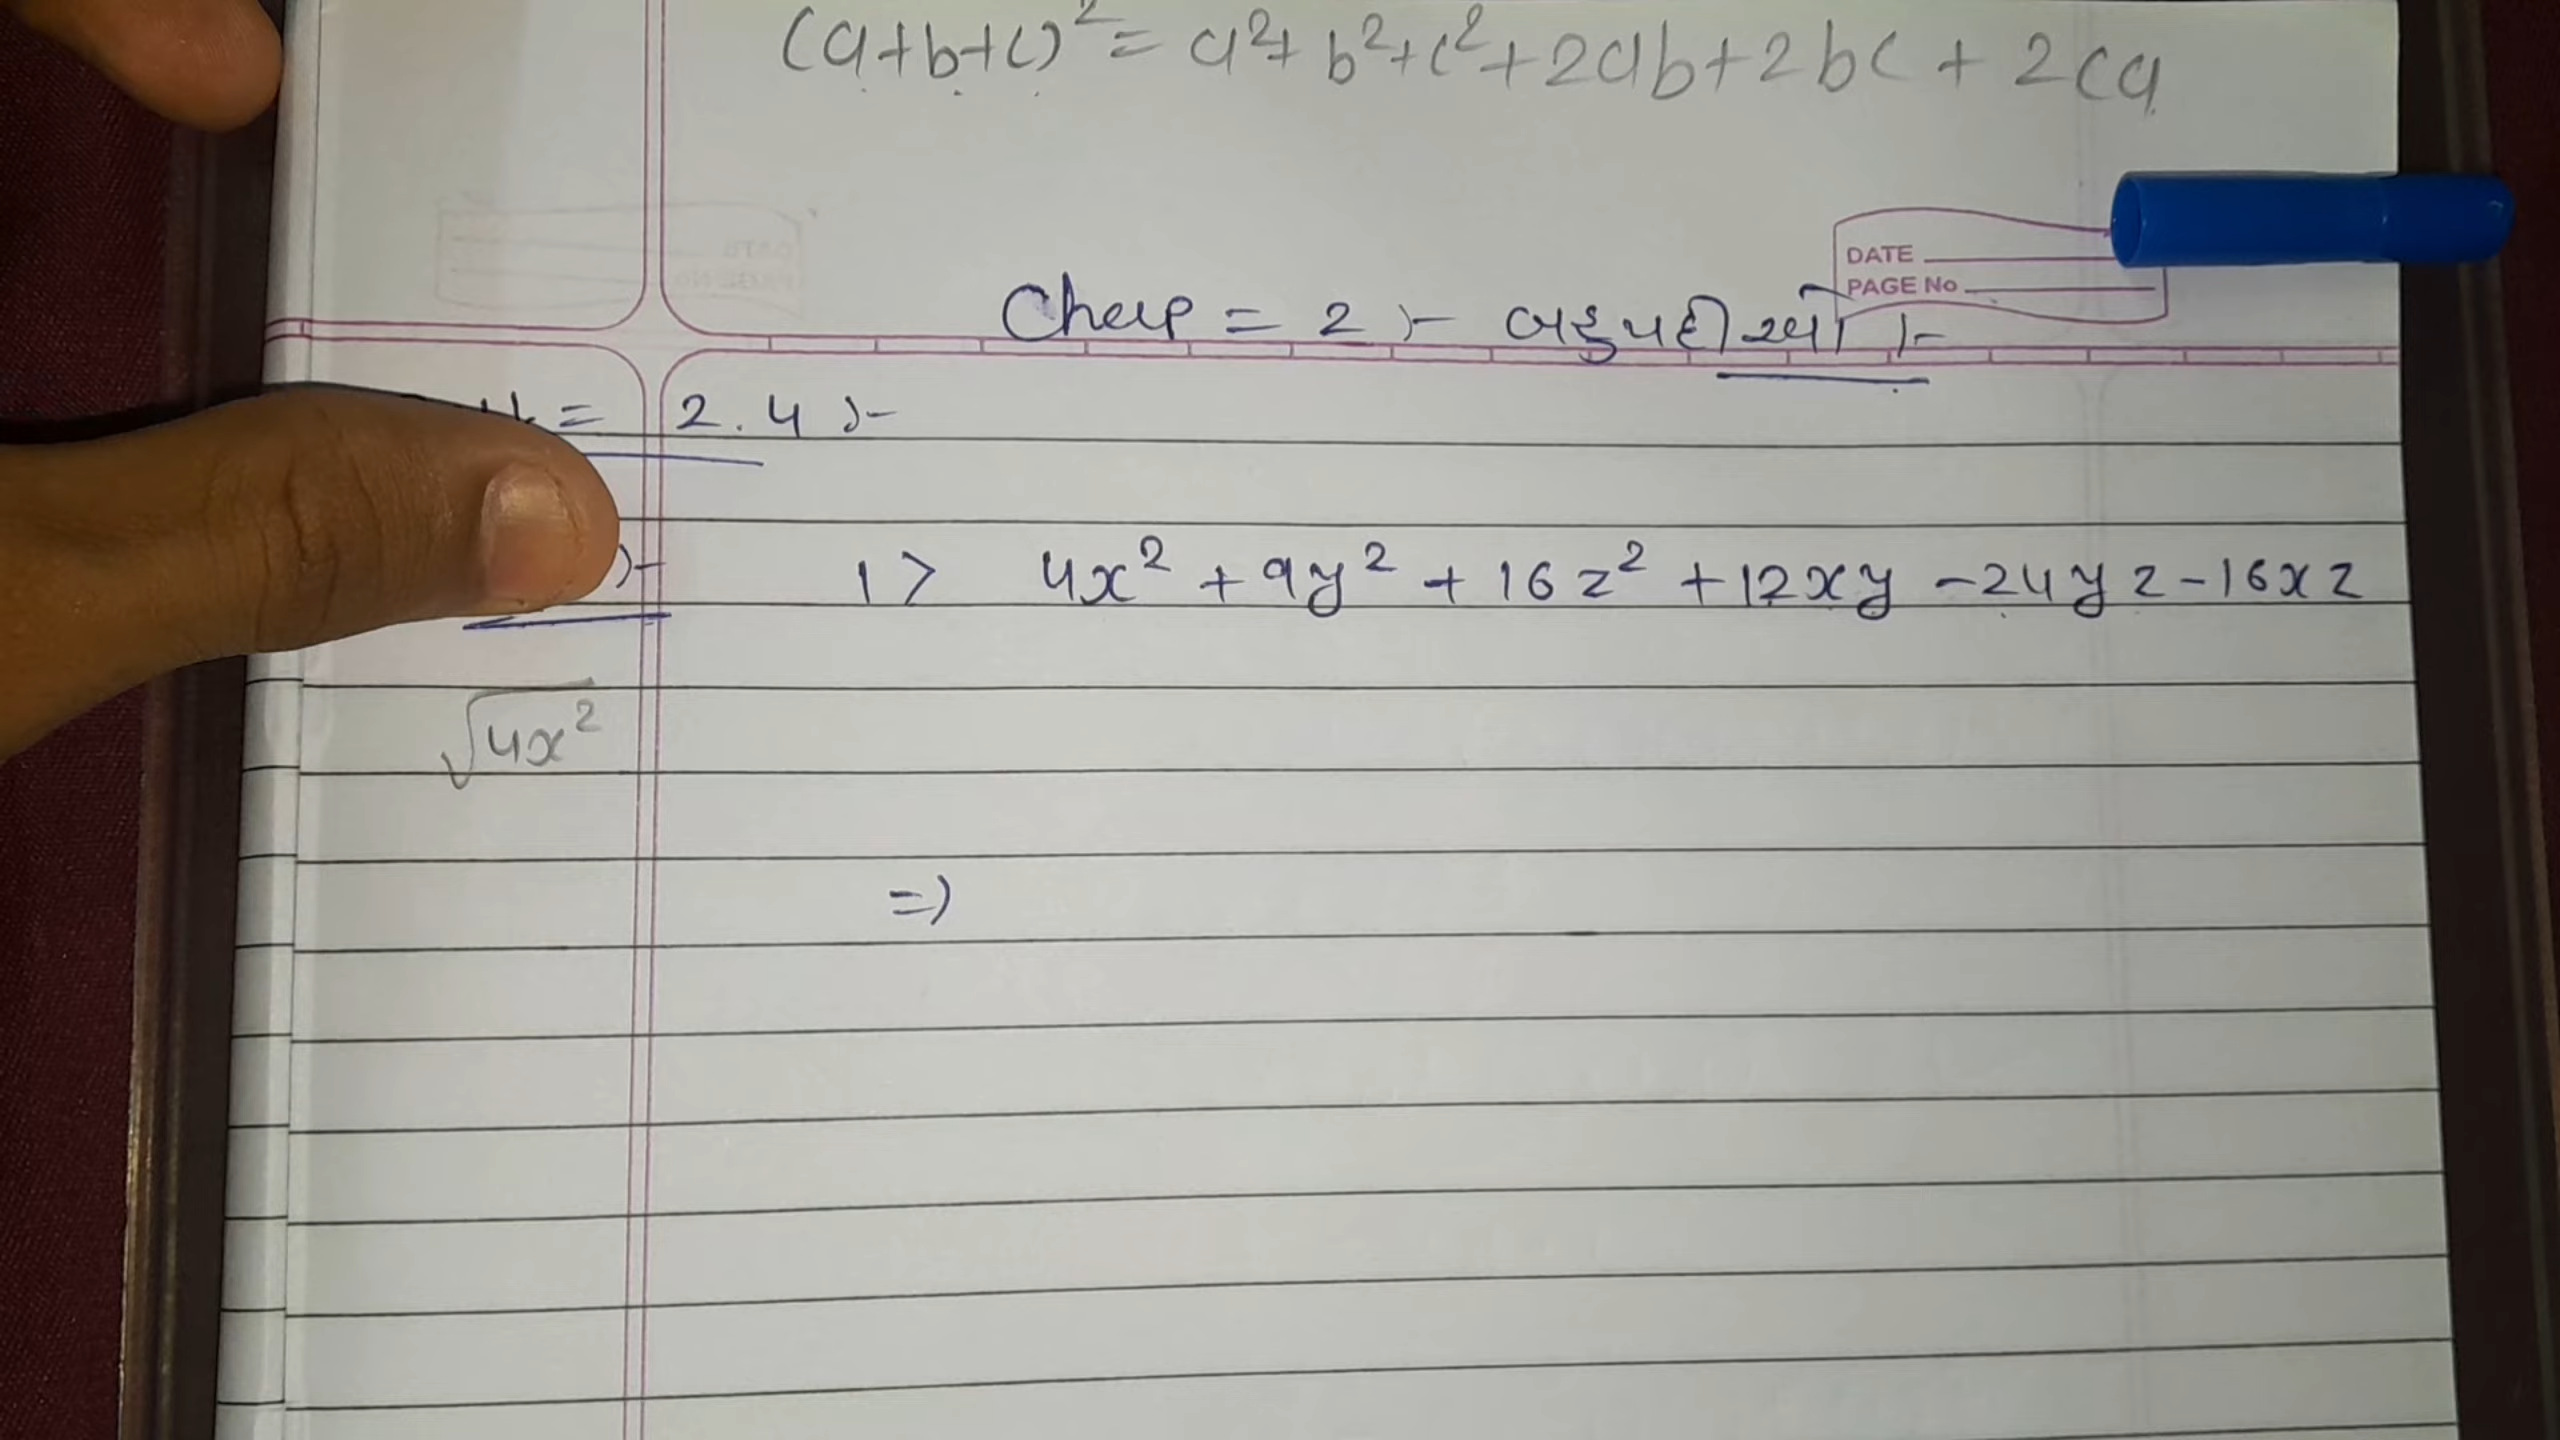 (a+b+c)² = a²+b²+c²+2ab+2bc+2ca
DATE
PAGE No
Chap = 2 :- બહુપદીઓ :-
= 2.4 :-
1> 4x² + 9y² + 16z² + 12xy - 24yz - 16xz
√4x²
=>